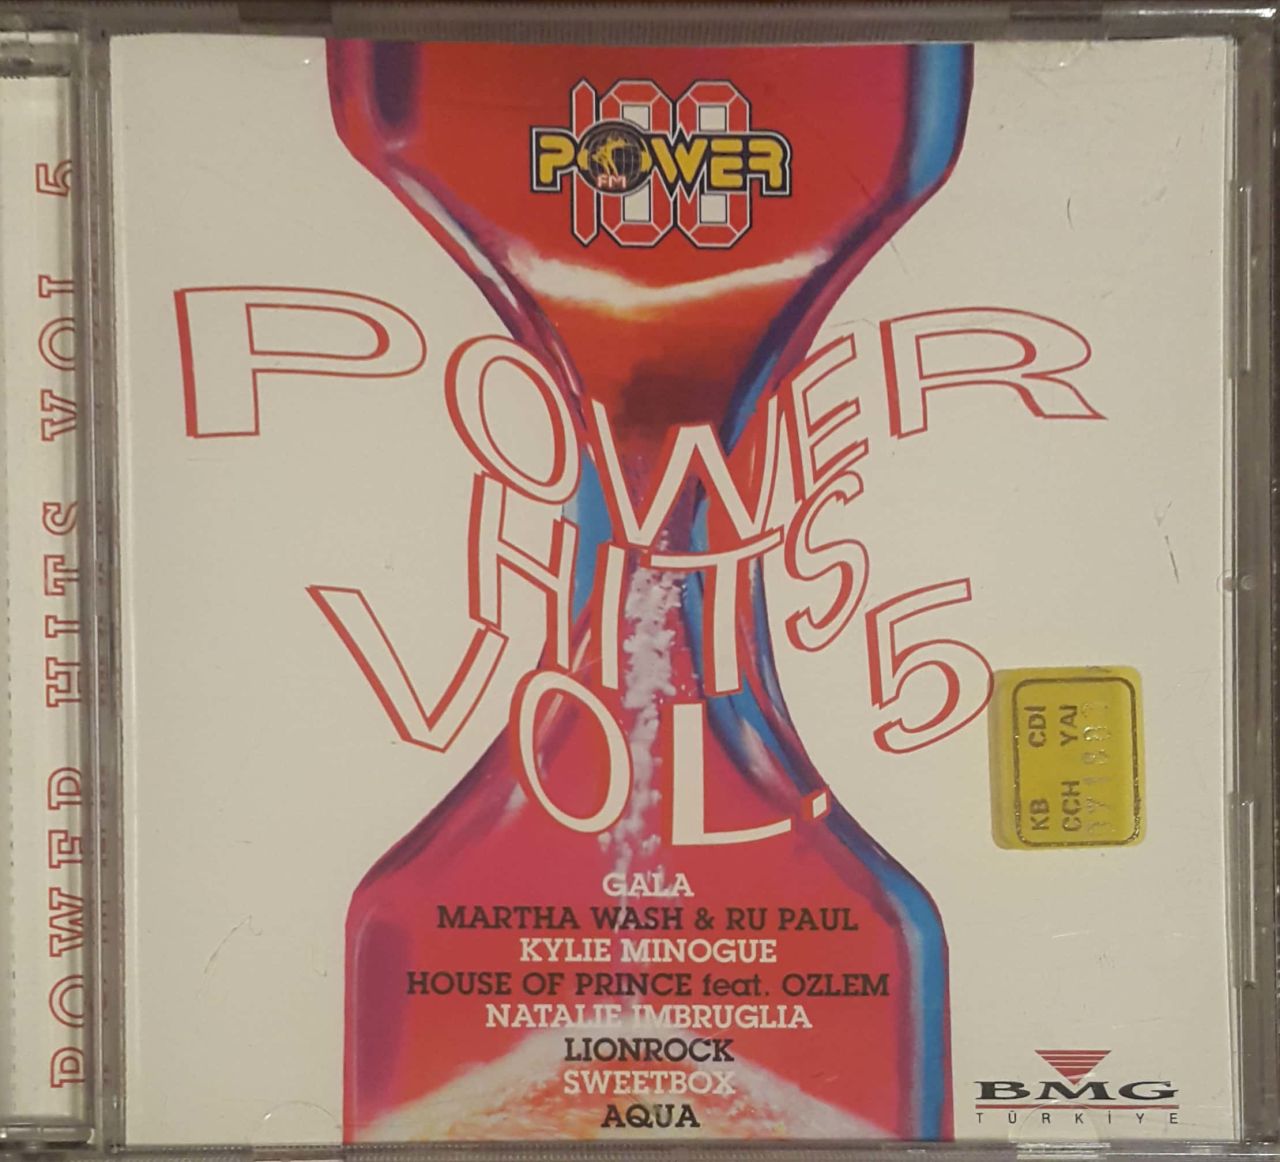 POWER HITS VOL 5
100
POWER
FM
POWER
HITS
VOL. 5
KB CDİ
CCH YAI
GALA
MARTHA WASH & RU PAUL
KYLIE MINOGUE
HOUSE OF PRINCE feat. OZLEM
NATALIE IMBRUGLIA
LIONROCK
SWEETBOX
AQUA
BMG
TÜRKİYE